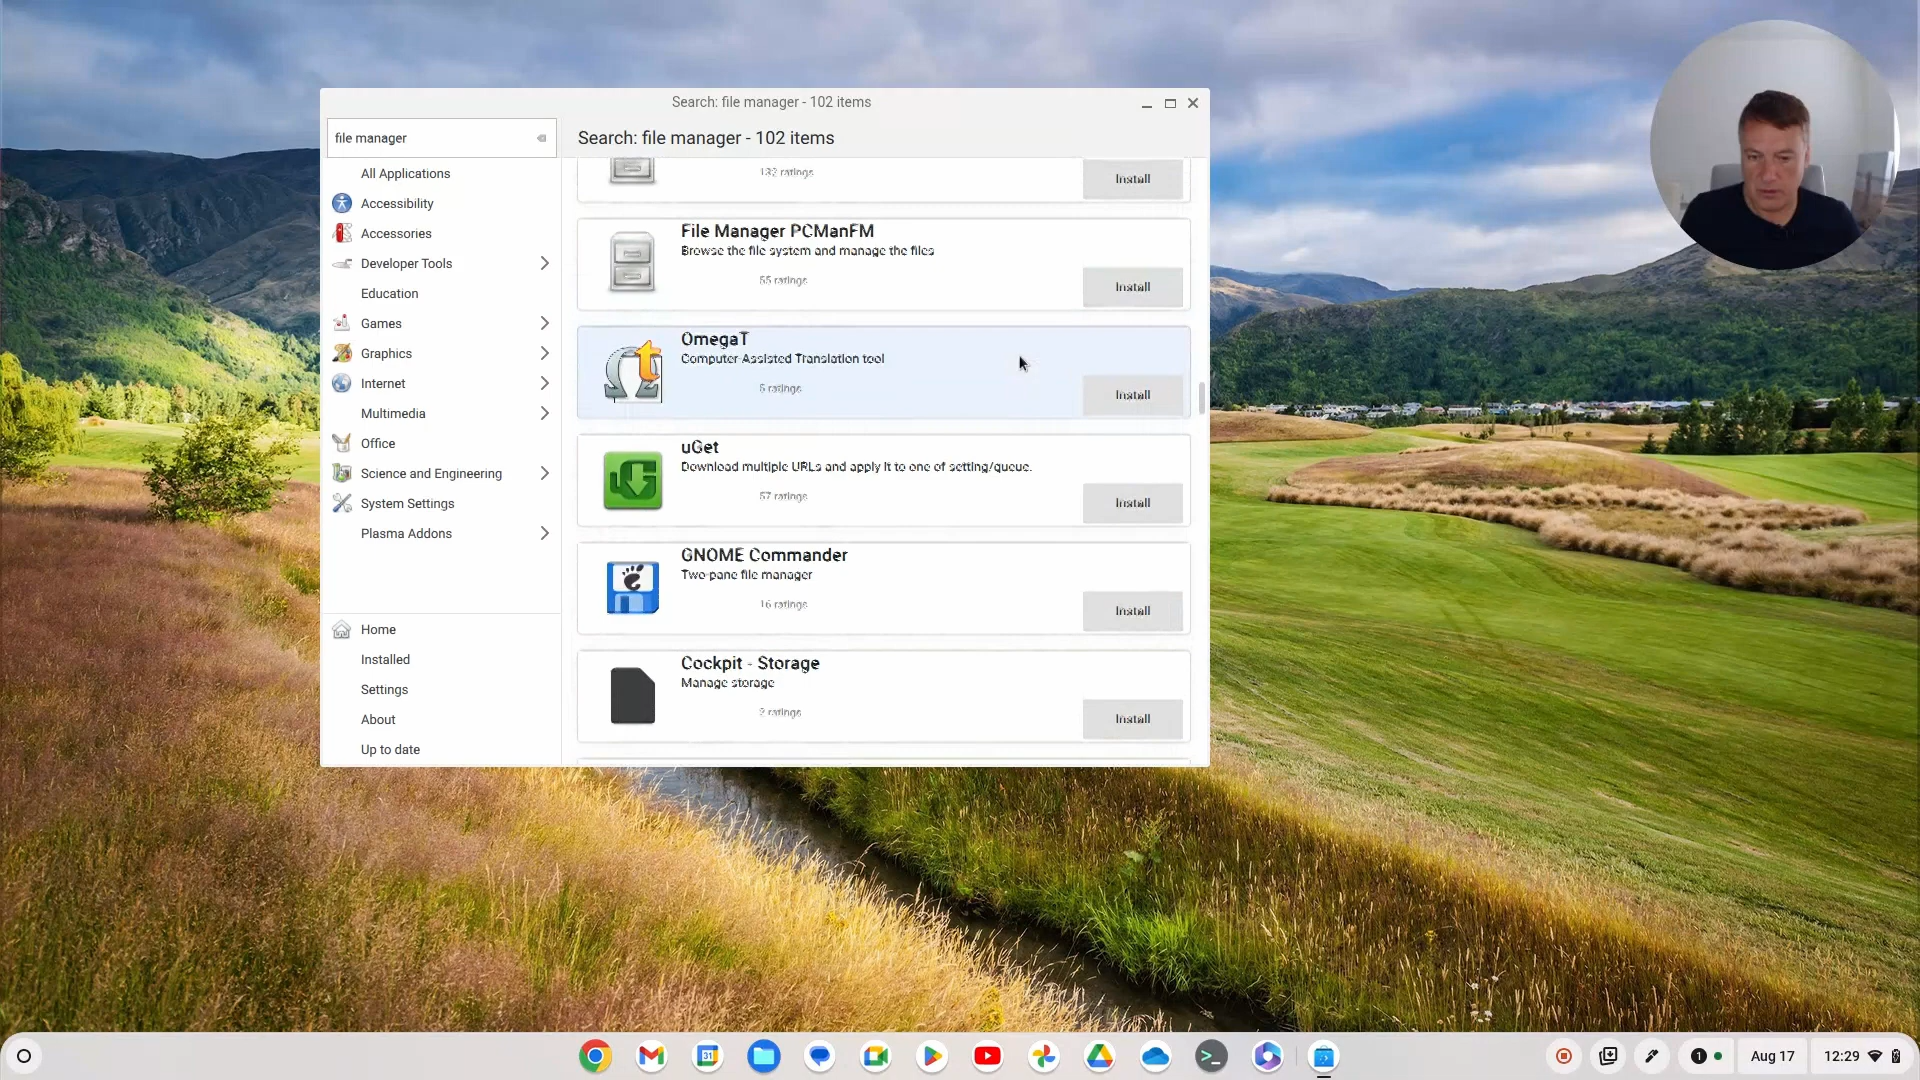 Search: file manager - 102 items
file manager
Search: file manager - 102 items
All Applications
Accessibility
Accessories
Developer Tools
Education
Games
Graphics
Internet
Multimedia
Office
Science and Engineering
System Settings
Plasma Addons
Home
Installed
Settings
About
Up to date
132 ratings
Install
File Manager PCManFM
Browse the file system and manage the files
55 ratings
Install
OmegaT
Computer-Assisted Translation tool
5 ratings
Install
uGet
Download multiple URLs and apply it to one of setting/queue.
57 ratings
Install
GNOME Commander
Two-pane file manager
16 ratings
Install
Cockpit - Storage
Manage storage
2 ratings
Install
31
1
Aug 17
12:29